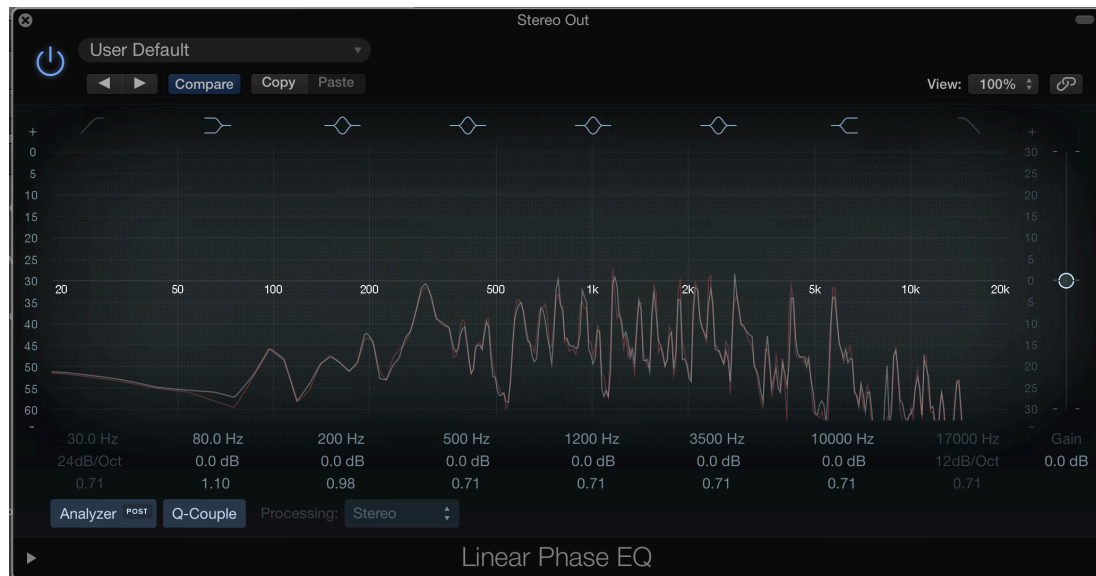 Stereo Out
User Default
Compare Copy Paste
View: 100%
+ +
0 30
5 25
10 20
15 15
20 10
25 5
30 20 50 100 200 500 1k 2k 5k 10k 20k 0
35 5
40 10
45 15
50 20
55 25
60 30
- -
30.0 Hz 80.0 Hz 200 Hz 500 Hz 1200 Hz 3500 Hz 10000 Hz 17000 Hz Gain
24dB/Oct 0.0 dB 0.0 dB 0.0 dB 0.0 dB 0.0 dB 0.0 dB 12dB/Oct 0.0 dB
0.71 1.10 0.98 0.71 0.71 0.71 0.71 0.71
Analyzer POST Q-Couple Processing: Stereo
Linear Phase EQ